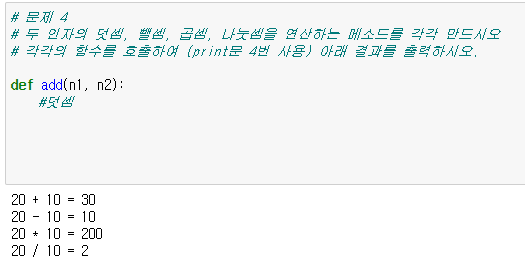 # 문제 4
# 두 인자의 덧셈, 뺄셈, 곱셈, 나눗셈을 연산하는 메소드를 각각 만드시오
# 각각의 함수를 호출하여 (print문 4번 사용) 아래 결과를 출력하시오.
def add(n1, n2):
#덧셈
20 + 10 = 30
20 - 10 = 10
20 * 10 = 200
20 / 10 = 2